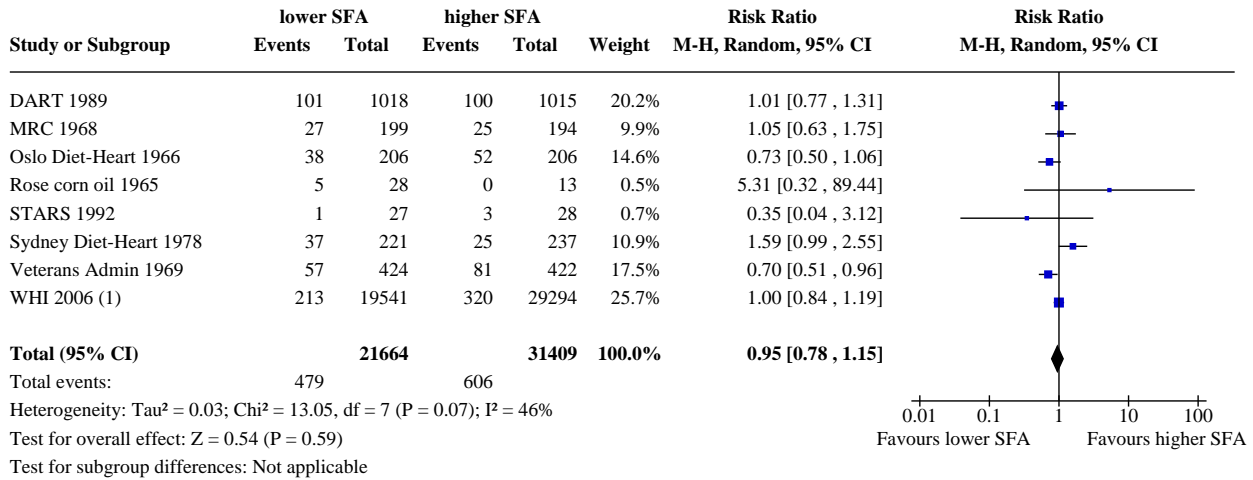 lower SFA higher SFA Risk Ratio Risk Ratio
Study or Subgroup Events Total Events Total Weight M-H, Random, 95% CI M-H, Random, 95% CI
DART 1989 101 1018 100 1015 20.2% 1.01 [0.77 , 1.31]
MRC 1968 27 199 25 194 9.9% 1.05 [0.63 , 1.75]
Oslo Diet-Heart 1966 38 206 52 206 14.6% 0.73 [0.50 , 1.06]
Rose corn oil 1965 5 28 0 13 0.5% 5.31 [0.32 , 89.44]
STARS 1992 1 27 3 28 0.7% 0.35 [0.04 , 3.12]
Sydney Diet-Heart 1978 37 221 25 237 10.9% 1.59 [0.99 , 2.55]
Veterans Admin 1969 57 424 81 422 17.5% 0.70 [0.51 , 0.96]
WHI 2006 (1) 213 19541 320 29294 25.7% 1.00 [0.84 , 1.19]
Total (95% CI) 21664 31409 100.0% 0.95 [0.78 , 1.15]
Total events: 479 606
Heterogeneity: Tau² = 0.03; Chi² = 13.05, df = 7 (P = 0.07); I² = 46%
0.01 0.1 1 10 100
Test for overall effect: Z = 0.54 (P = 0.59)
Favours lower SFA Favours higher SFA
Test for subgroup differences: Not applicable